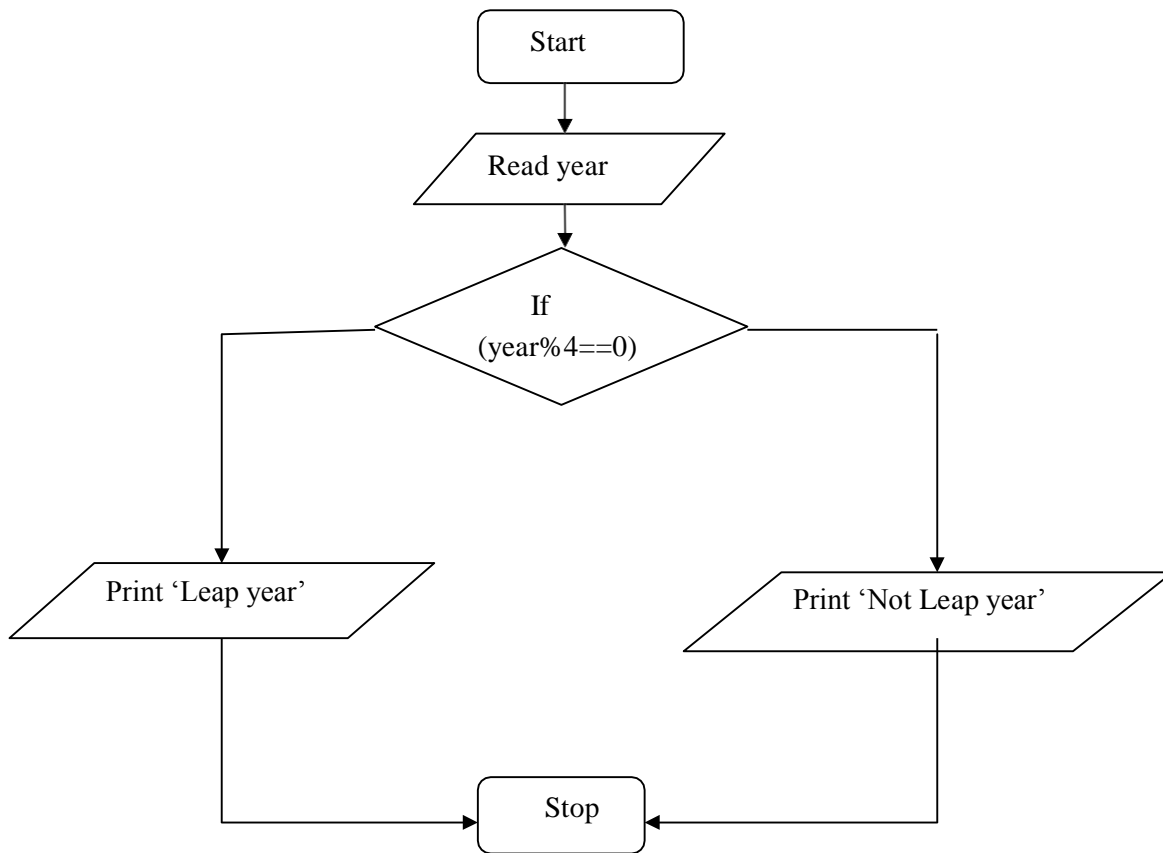 Start
Read year
If
(year%4==0)
Print ‘Leap year’
Print ‘Not Leap year’
Stop